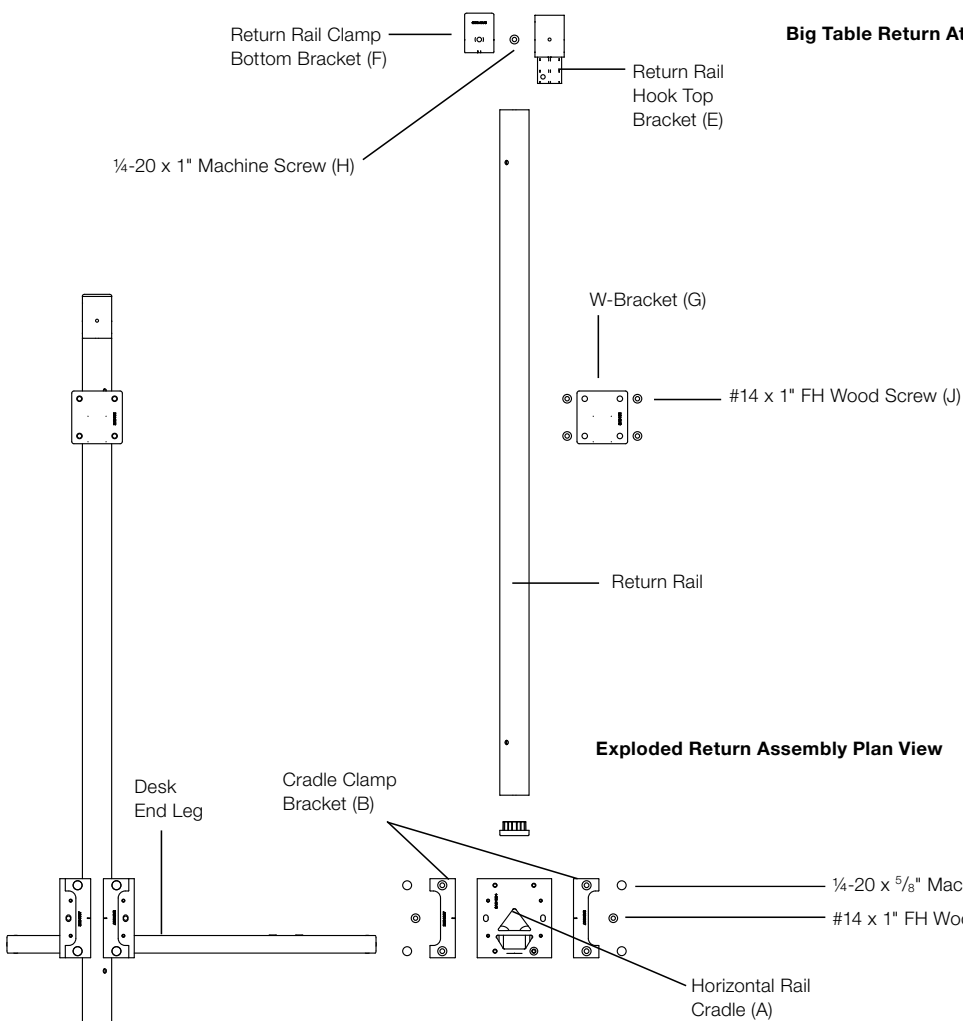 Big Table Return At
Return Rail Clamp
Bottom Bracket (F)
Return Rail
Hook Top
Bracket (E)
¼-20 x 1" Machine Screw (H)
W-Bracket (G)
#14 x 1" FH Wood Screw (J)
Return Rail
Exploded Return Assembly Plan View
Desk
End Leg
Cradle Clamp
Bracket (B)
¼-20 x 5/8" Mac
#14 x 1" FH Woo
Horizontal Rail
Cradle (A)